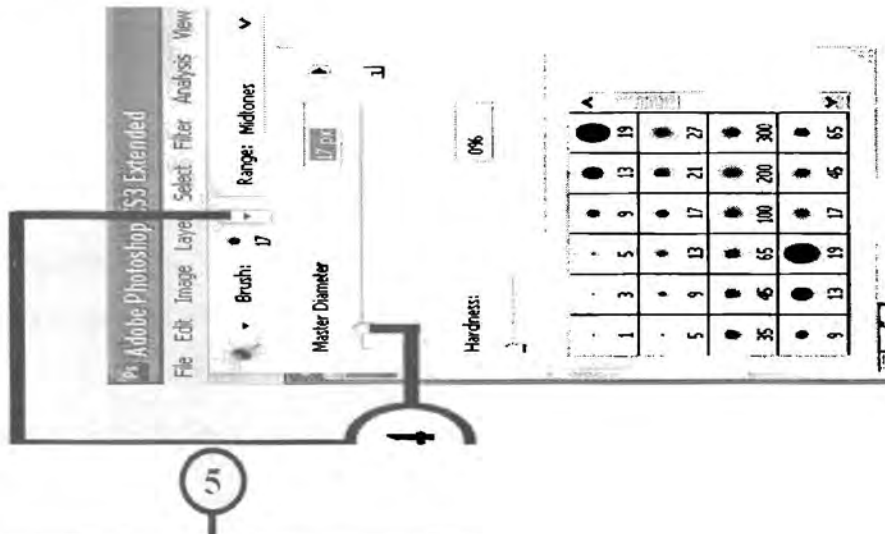 Ps Adobe Photoshop CS3 Extended
File Edit Image Layer Select Filter Analysis View
Brush: 17 Range: Midtones
Master Diameter 17 px
Hardness: 0%
1 3 5 9 13 19
5 9 13 17 21 27
35 45 65 100 200 300
9 13 19 17 45 65
5